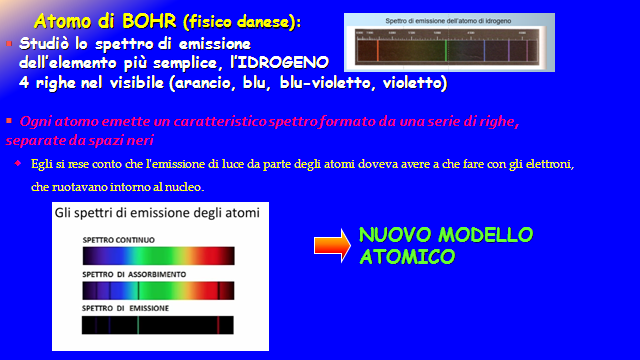 Atomo di BOHR (fisico danese):
Studiò lo spettro di emissione
dell'elemento più semplice, l'IDROGENO
4 righe nel visibile (arancio, blu, blu-violetto, violetto)
Spettro di emissione dell'atomo di idrogeno
Ogni atomo emette un caratteristico spettro formato da una serie di righe,
separate da spazi neri
Egli si rese conto che l'emissione di luce da parte degli atomi doveva avere a che fare con gli elettroni,
che ruotavano intorno al nucleo.
Gli spettri di emissione degli atomi
SPETTRO CONTINUO
SPETTRO DI ASSORBIMENTO
SPETTRO DI EMISSIONE
NUOVO MODELLO
ATOMICO